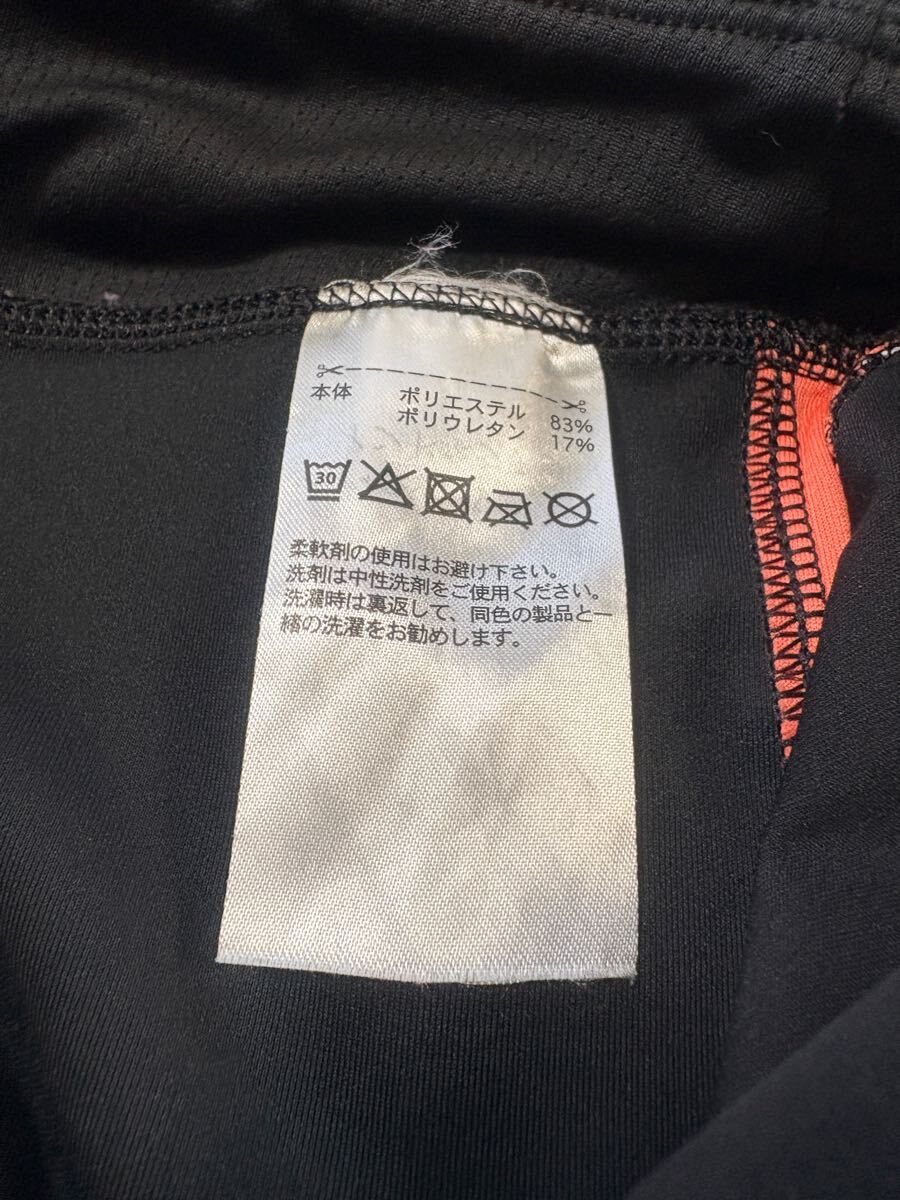 本体 ポリエステル 83%
ポリウレタン 17%
30
柔軟剤の使用はお避け下さい。
洗剤は中性洗剤をご使用ください。
洗濯時は裏返して、同色の製品と一
緒の洗濯をお勧めします。